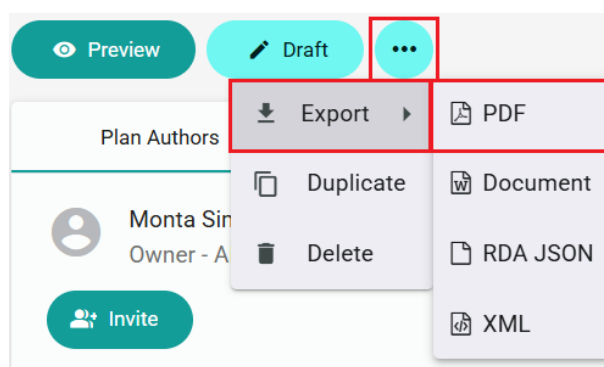 Preview
Draft
Export
PDF
Plan Authors
Duplicate
Document
Monta Sin
Owner - A
Delete
RDA JSON
Invite
XML